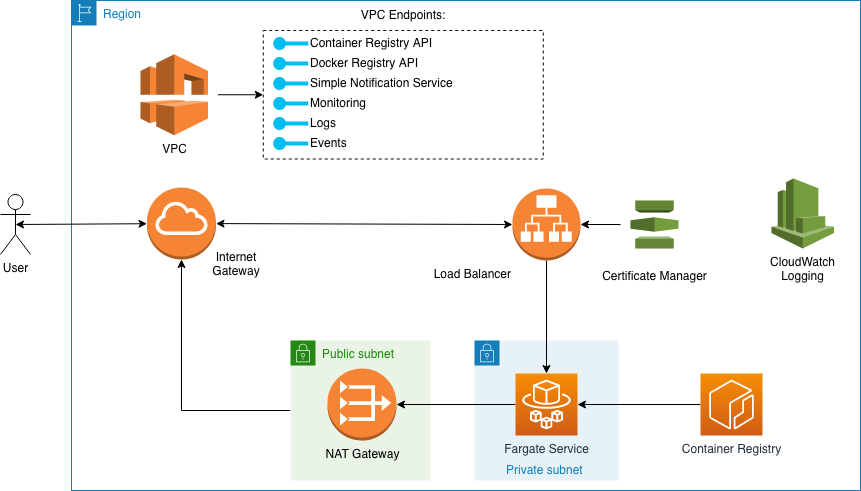 Region
VPC Endpoints:
Container Registry API
Docker Registry API
Simple Notification Service
Monitoring
Logs
Events
VPC
User
Internet
Gateway
Load Balancer
Certificate Manager
CloudWatch
Logging
Public subnet
NAT Gateway
Fargate Service
Private subnet
Container Registry